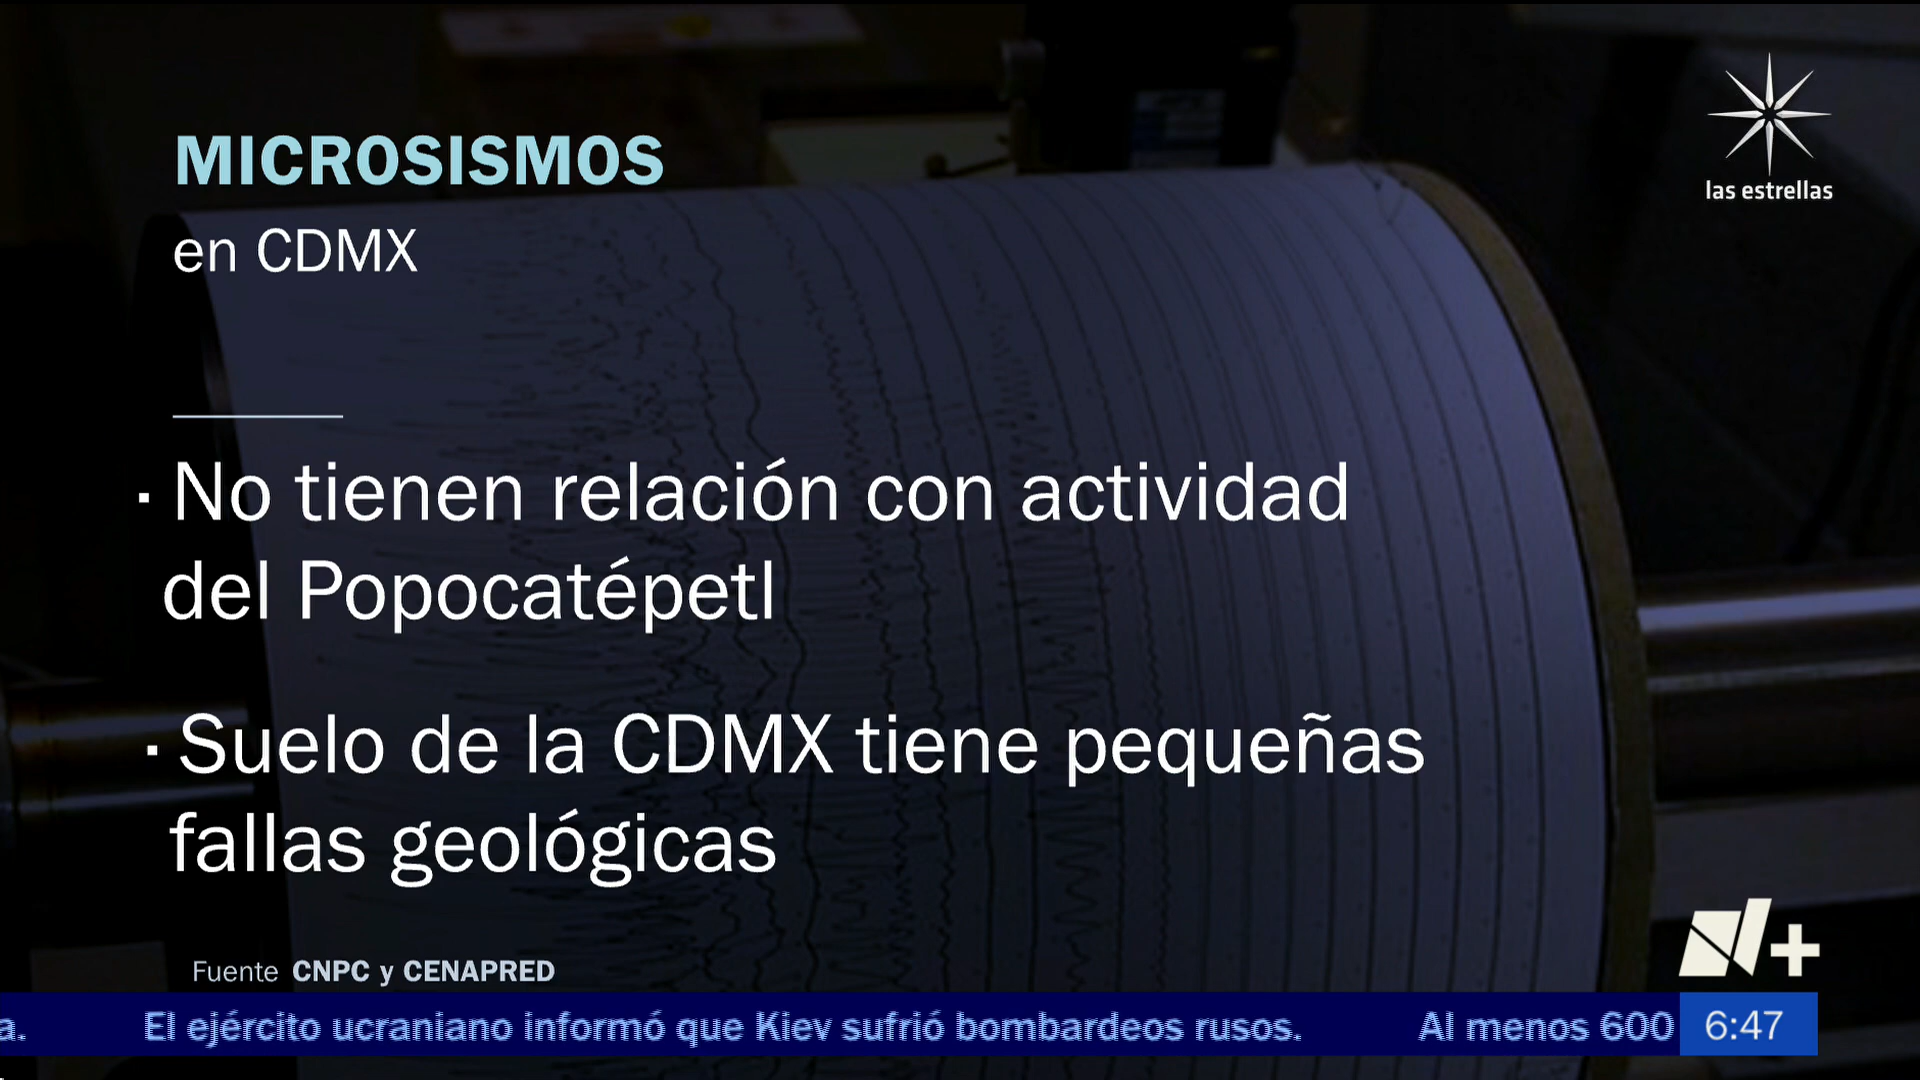 MICROSISMOS
en CDMX
las estrellas
· No tienen relación con actividad
del Popocatépetl
· Suelo de la CDMX tiene pequeñas
fallas geológicas
Fuente CNPC y CENAPRED
N+
a. El ejército ucraniano informó que Kiev sufrió bombardeos rusos. Al menos 600
6:47